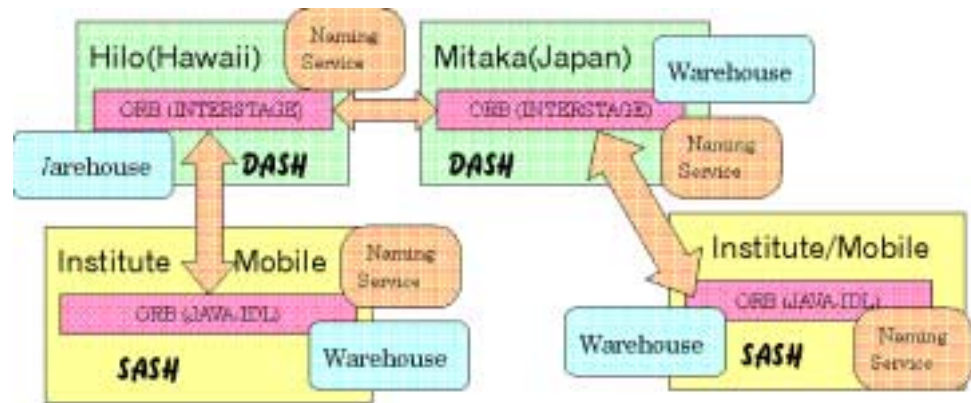 Hilo(Hawaii)
Naming
Service
ORB (INTERSTAGE)
arehouse
DASH
Mitaka(Japan)
Warehouse
ORB (INTERSTAGE)
DASH
Naming
Service
Institute Mobile
Naming
Service
ORB (JAVA-IDL)
Warehouse
SASH
Institute/Mobile
ORB (JAVA-IDL)
Warehouse
SASH
Naming
Service